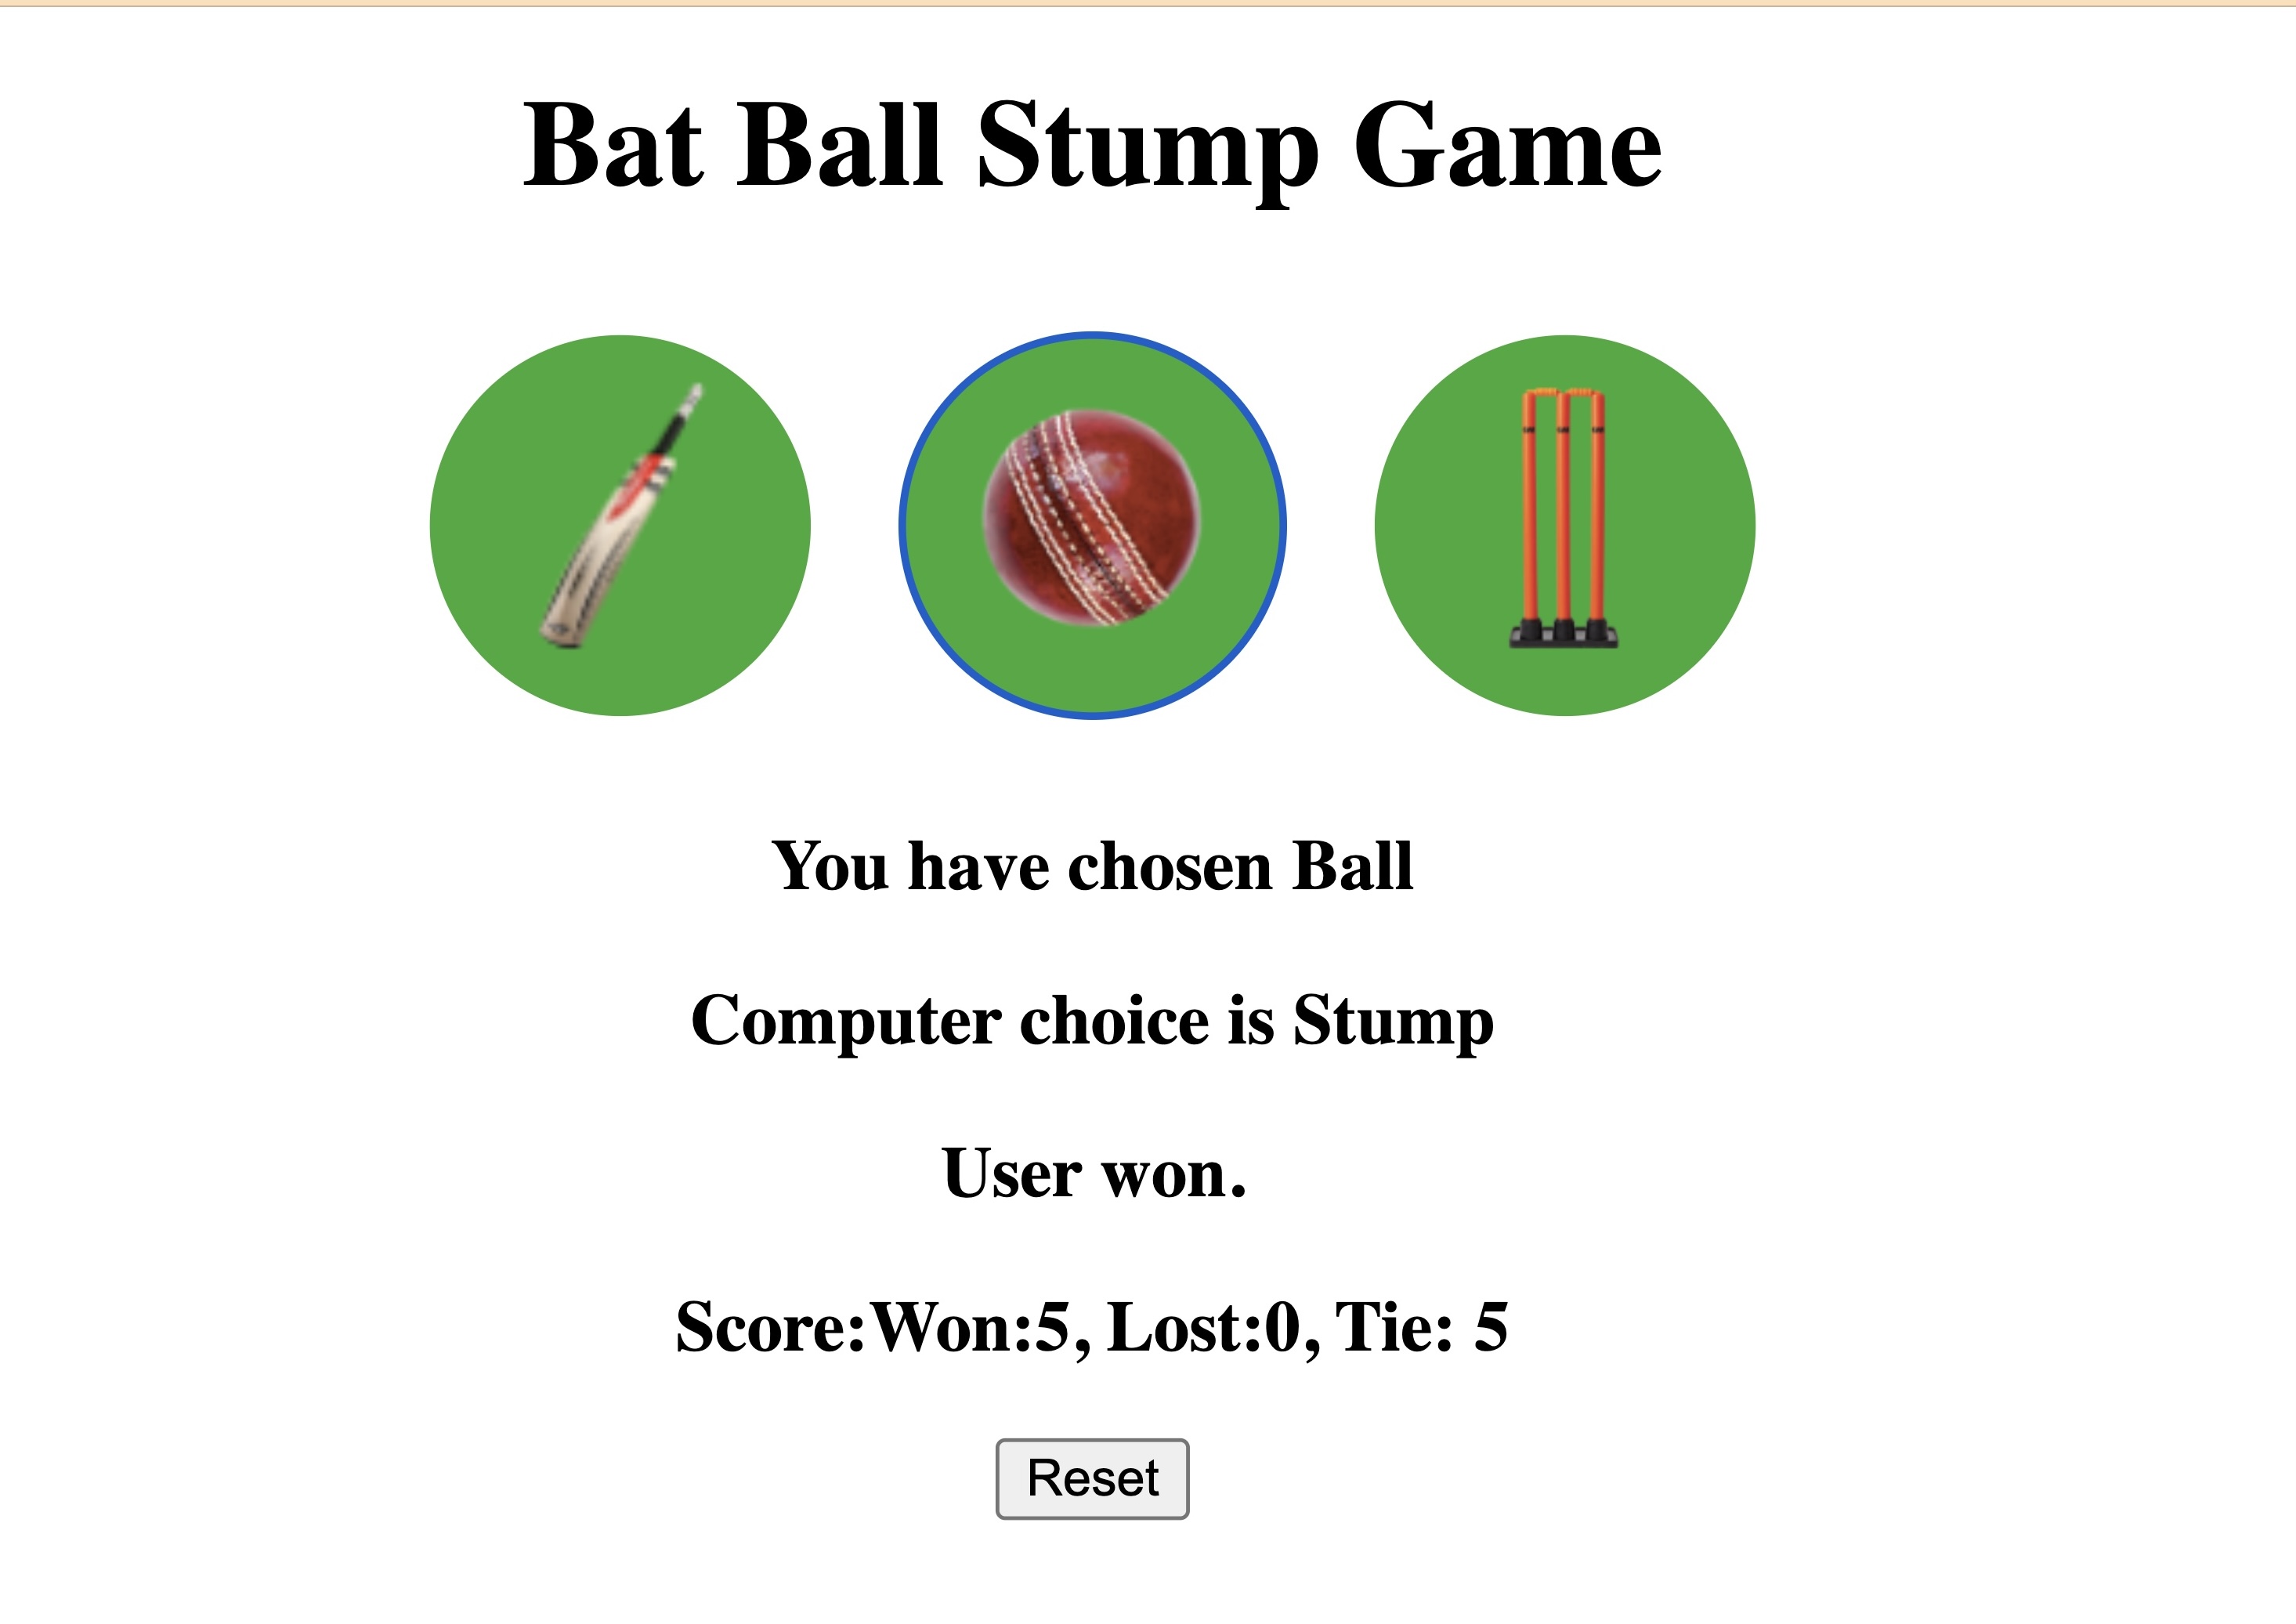 Bat Ball Stump Game
You have chosen Ball
Computer choice is Stump
User won.
Score:Won:5, Lost:0, Tie: 5
Reset